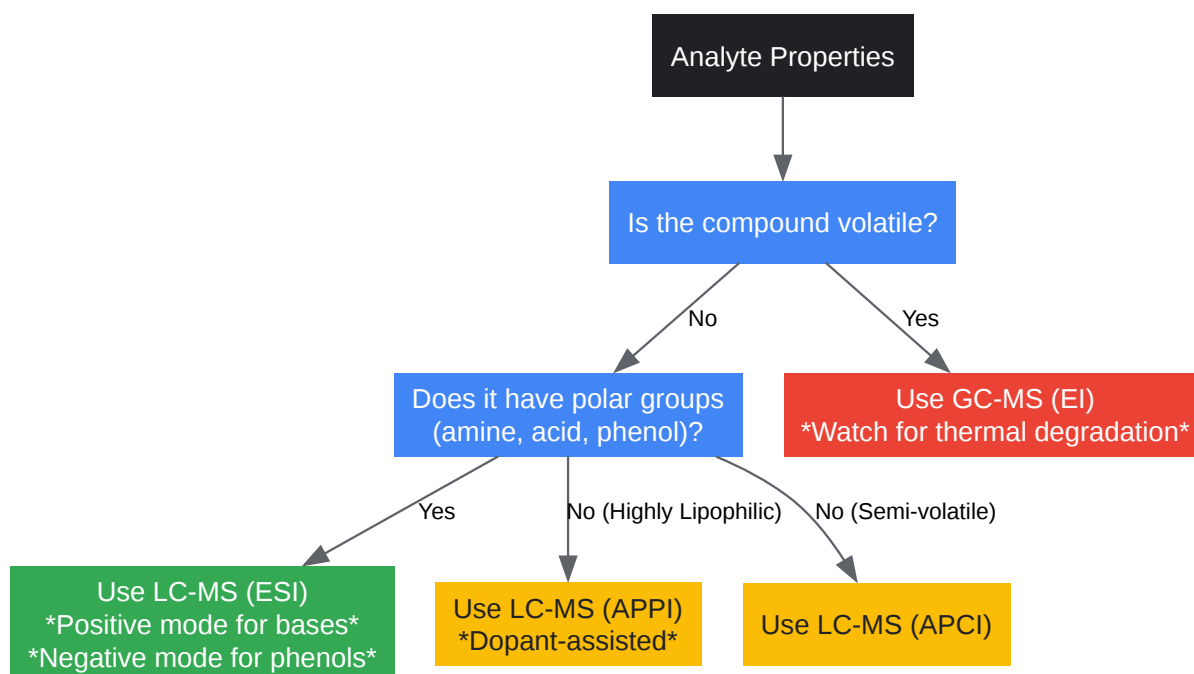 Analyte Properties
Is the compound volatile?
No
Yes
Does it have polar groups
(amine, acid, phenol)?
Use GC-MS (EI)
*Watch for thermal degradation*
Yes
No (Highly Lipophilic)
No (Semi-volatile)
Use LC-MS (ESI)
*Positive mode for bases*
*Negative mode for phenols*
Use LC-MS (APPI)
*Dopant-assisted*
Use LC-MS (APCI)